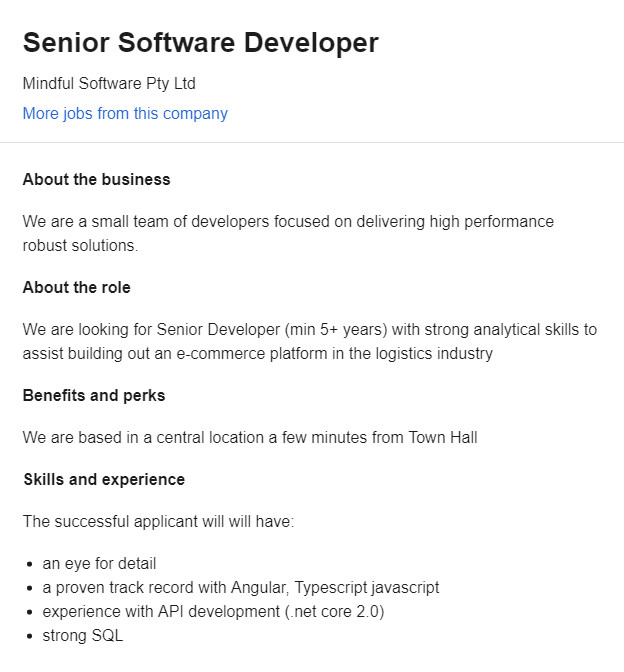 Senior Software Developer
Mindful Software Pty Ltd
More jobs from this company
About the business
We are a small team of developers focused on delivering high performance
robust solutions.
About the role
We are looking for Senior Developer (min 5+ years) with strong analytical skills to
assist building out an e-commerce platform in the logistics industry
Benefits and perks
We are based in a central location a few minutes from Town Hall
Skills and experience
The successful applicant will will have:
• an eye for detail
• a proven track record with Angular, Typescript javascript
• experience with API development (.net core 2.0)
• strong SQL